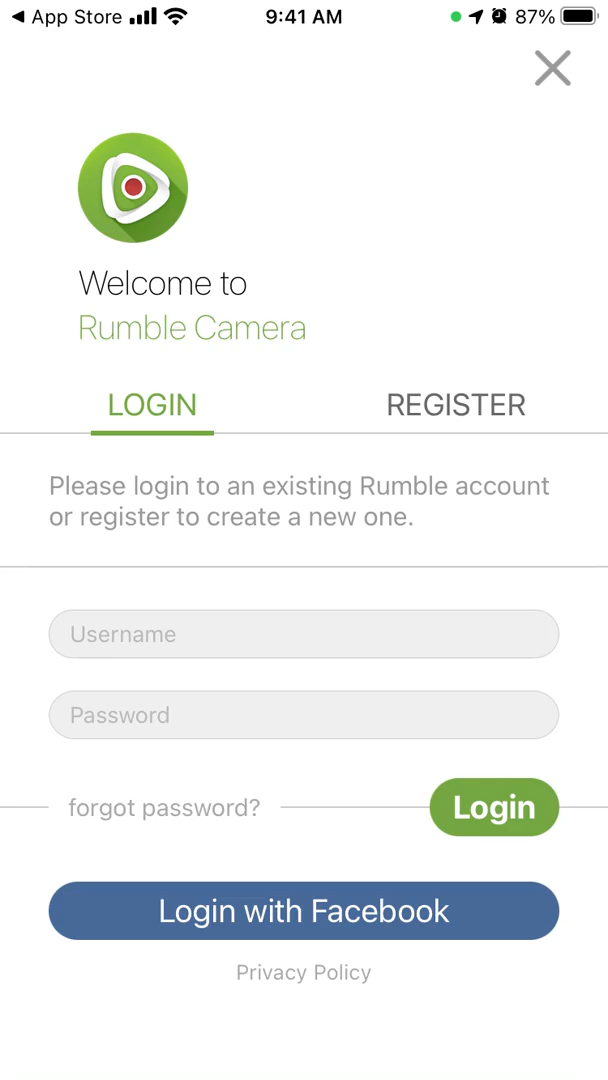 App Store 9:41 AM 87%
Welcome to
Rumble Camera
LOGIN REGISTER
Please login to an existing Rumble account
or register to create a new one.
Username
Password
forgot password? Login
Login with Facebook
Privacy Policy